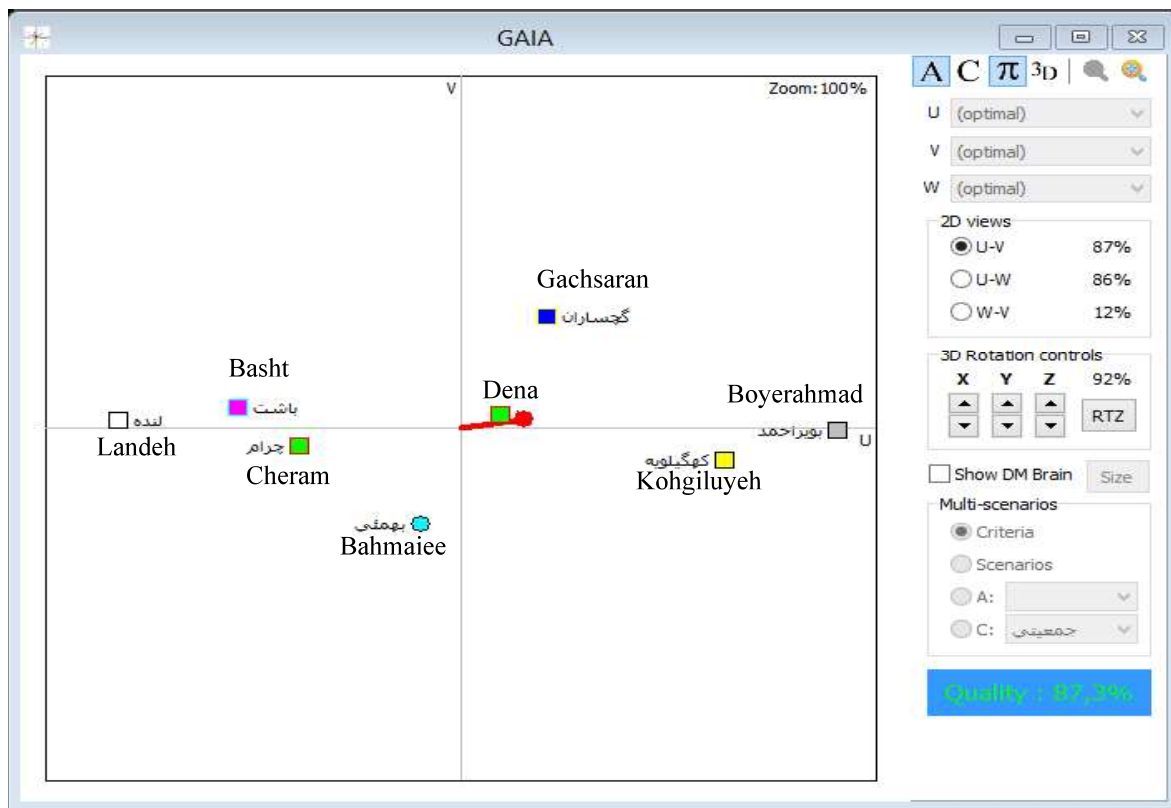 GAIA
V
Zoom: 100%
A C π 3D
U (optimal)
V (optimal)
W (optimal)
2D views
U-V 87%
U-W 86%
W-V 12%
3D Rotation controls
X Y Z 92%
RTZ
Show DM Brain Size
Multi-scenarios
Criteria
Scenarios
A:
C: جمعیتی
Quality : 87,3%
Gachsaran
گچساران
Basht
باشت
Dena
Boyerahmad
بویراحمد
U
لنده
Landeh
چرام
Cheram
کهگیلویه
Kohgiluyeh
بهمئی
Bahmaiee